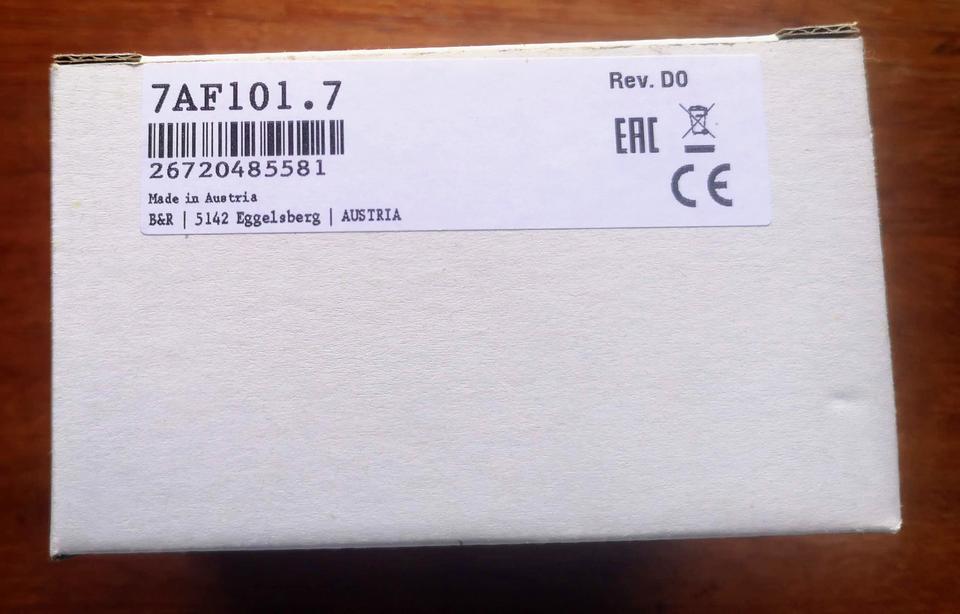 7AF101.7
26720485581
Made in Austria
B&R | 5142 Eggelsberg | AUSTRIA
Rev. D0
EAC
CE